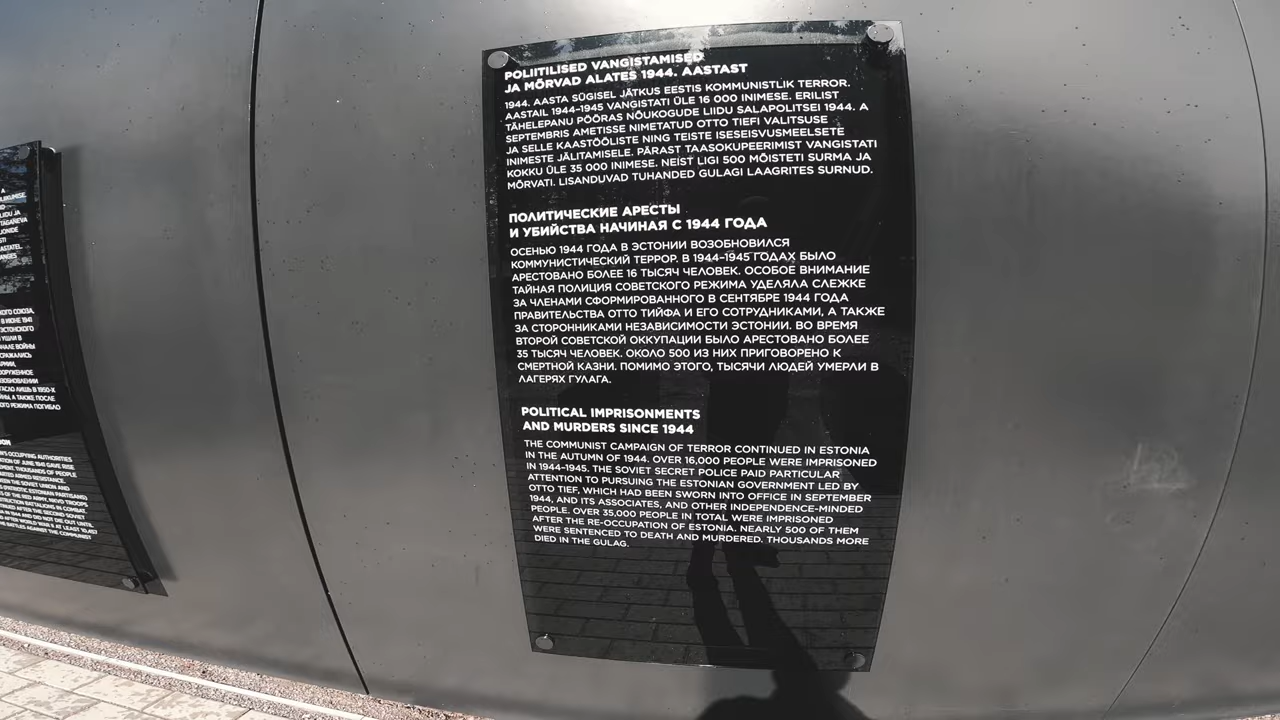 POLIITILISED VANGISTAMISED
JA MÕRVAD ALATES 1944. AASTAST
1944. AASTA SÜGISEL JÄTKUS EESTIS KOMMUNISTLIK TERROR.
AASTAIL 1944-1945 VANGISTATI ÜLE 16 000 INIMESE. ERILIST
TÄHELEPANU PÖÖRAS NÕUKOGUDE LIIDU SALAPOLITSEI 1944. A
SEPTEMBRIS AMETISSE NIMETATUD OTTO TIEFI VALITSUSE
JA SELLE KAASTÖÖLISTE NING TEISTE ISESEISVUSMEELSETE
INIMESTE JÄLITAMISELE. PÄRAST TAASOKUPEERIMIST VANGISTATI
KOKKU ÜLE 35 000 INIMESE. NEIST LIGI 500 MÕISTETI SURMA JA
MÕRVATI. LISANDUVAD TUHANDED GULAGI LAAGRITES SURNUD.
ПОЛИТИЧЕСКИЕ АРЕСТЫ
И УБИЙСТВА НАЧИНАЯ С 1944 ГОДА
ОСЕНЬЮ 1944 ГОДА В ЭСТОНИИ ВОЗОБНОВИЛСЯ
КОММУНИСТИЧЕСКИЙ ТЕРРОР. В 1944-1945 ГОДАХ БЫЛО
АРЕСТОВАНО БОЛЕЕ 16 ТЫСЯЧ ЧЕЛОВЕК. ОСОБОЕ ВНИМАНИЕ
ТАЙНАЯ ПОЛИЦИЯ СОВЕТСКОГО РЕЖИМА УДЕЛЯЛА СЛЕЖКЕ
ЗА ЧЛЕНАМИ СФОРМИРОВАННОГО В СЕНТЯБРЕ 1944 ГОДА
ПРАВИТЕЛЬСТВА ОТТО ТИЙФА И ЕГО СОТРУДНИКАМИ, А ТАКЖЕ
ЗА СТОРОННИКАМИ НЕЗАВИСИМОСТИ ЭСТОНИИ. ВО ВРЕМЯ
ВТОРОЙ СОВЕТСКОЙ ОККУПАЦИИ БЫЛО АРЕСТОВАНО БОЛЕЕ
35 ТЫСЯЧ ЧЕЛОВЕК. ОКОЛО 500 ИЗ НИХ ПРИГОВОРЕНО К
СМЕРТНОЙ КАЗНИ. ПОМИМО ЭТОГО, ТЫСЯЧИ ЛЮДЕЙ УМЕРЛИ В
ЛАГЕРЯХ ГУЛАГА.
POLITICAL IMPRISONMENTS
AND MURDERS SINCE 1944
THE COMMUNIST CAMPAIGN OF TERROR CONTINUED IN ESTONIA
IN THE AUTUMN OF 1944. OVER 16,000 PEOPLE WERE IMPRISONED
IN 1944-1945. THE SOVIET SECRET POLICE PAID PARTICULAR
ATTENTION TO PURSUING THE ESTONIAN GOVERNMENT LED BY
OTTO TIEF, WHICH HAD BEEN SWORN INTO OFFICE IN SEPTEMBER
1944, AND ITS ASSOCIATES, AND OTHER INDEPENDENCE-MINDED
PEOPLE. OVER 35,000 PEOPLE IN TOTAL WERE IMPRISONED
AFTER THE RE-OCCUPATION OF ESTONIA. NEARLY 500 OF THEM
WERE SENTENCED TO DEATH AND MURDERED. THOUSANDS MORE
DIED IN THE GULAG.